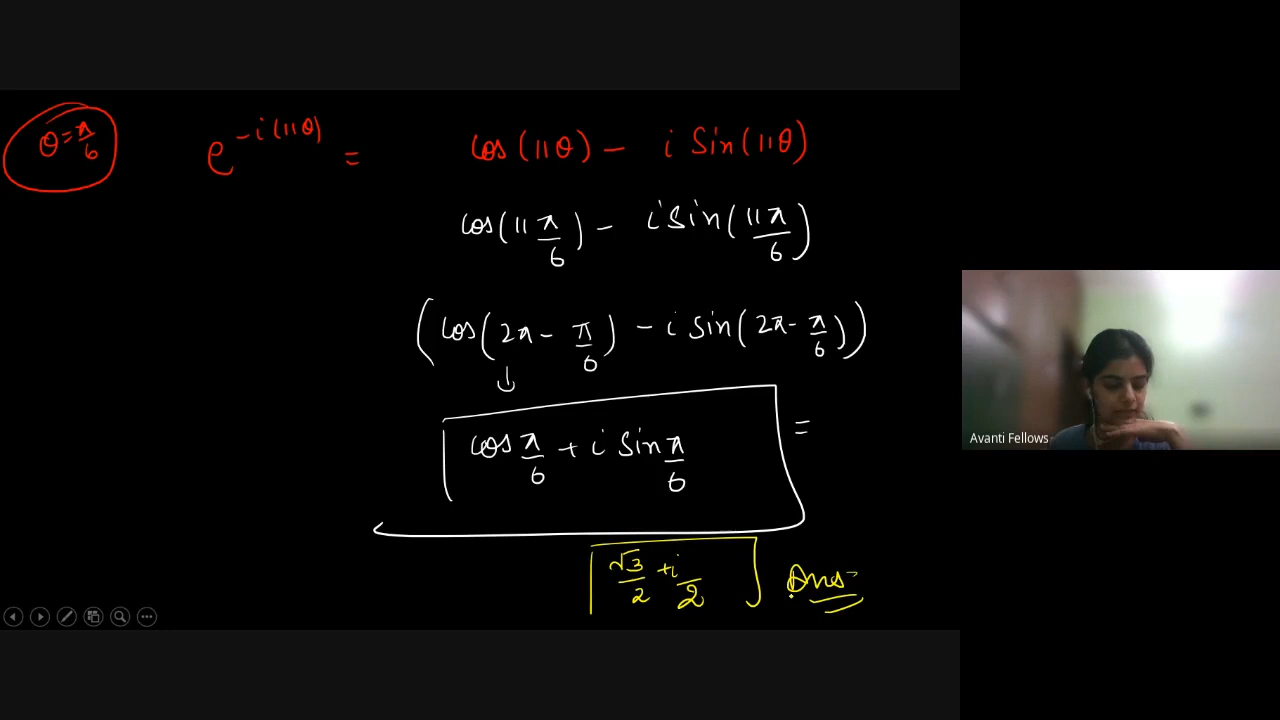 θ = π/6
e^{-i(11θ)} = cos(11θ) - i Sin(11θ)
cos(11 π/6) - i Sin(11π/6)
(cos(2π - π/6) - i Sin(2π - π/6))
↓
cos π/6 + i Sin π/6 =
√3/2 + i/2 Ans:
Avanti Fellows